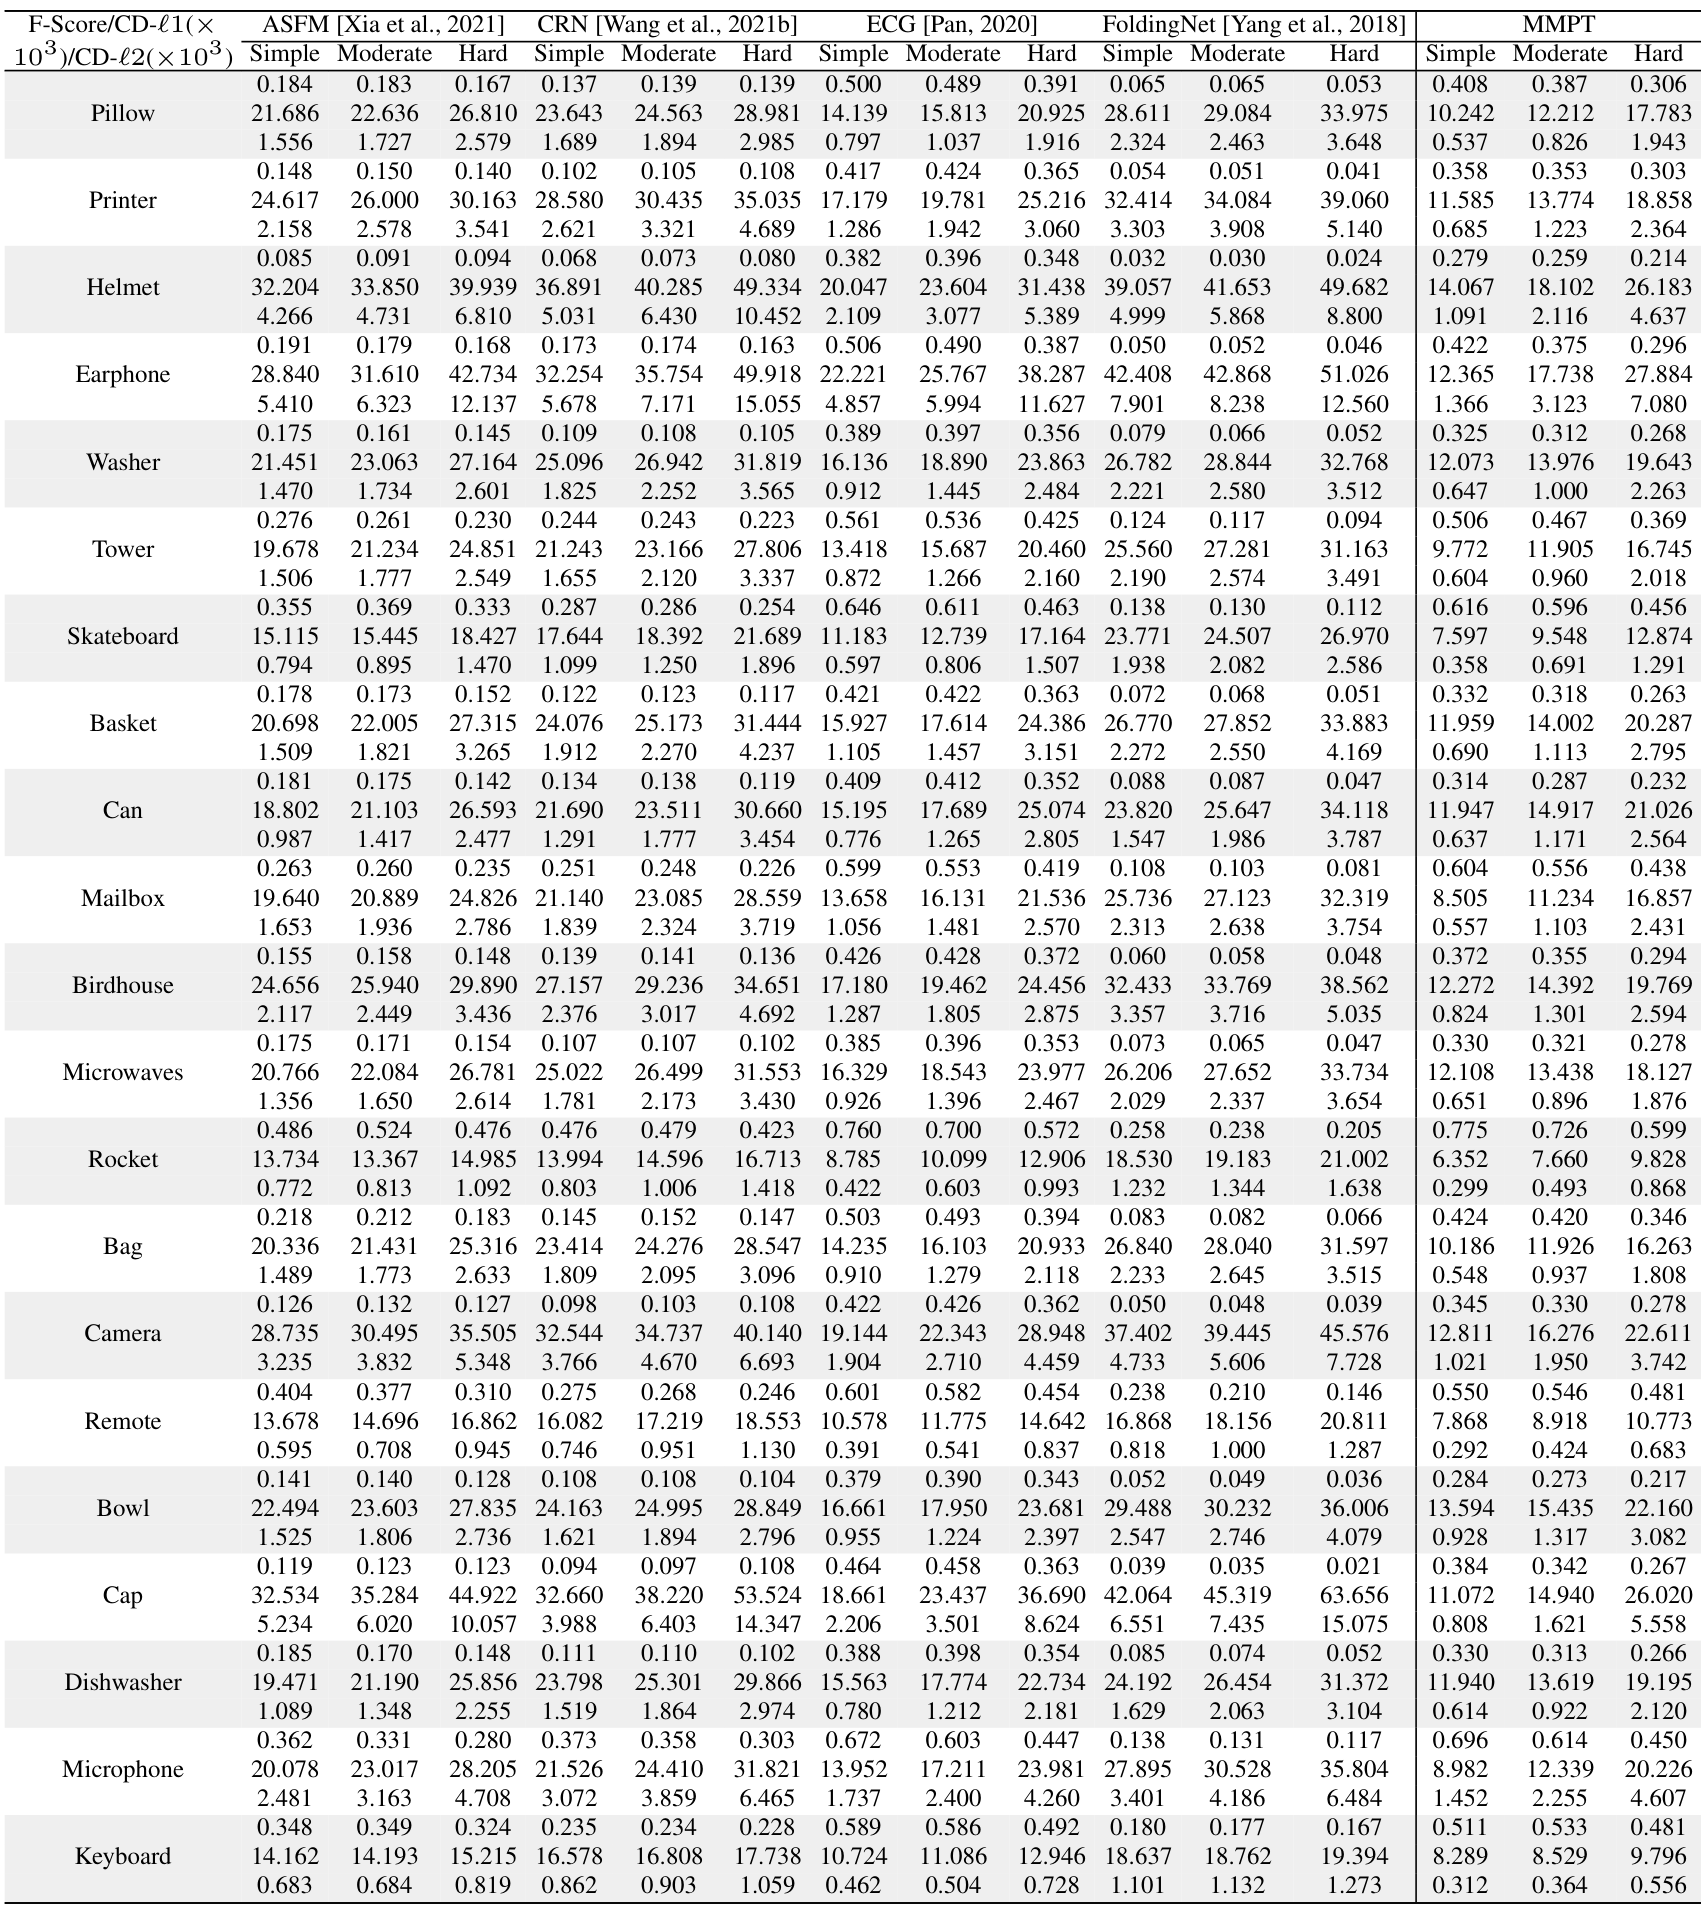 F-Score/CD-ℓ1(× ASFM [Xia et al., 2021] CRN [Wang et al., 2021b] ECG [Pan, 2020] FoldingNet [Yang et al., 2018] MMPT
10³)/CD-ℓ2(×10³) Simple Moderate Hard Simple Moderate Hard Simple Moderate Hard Simple Moderate Hard Simple Moderate Hard
0.184 0.183 0.167 0.137 0.139 0.139 0.500 0.489 0.391 0.065 0.065 0.053 0.408 0.387 0.306
Pillow 21.686 22.636 26.810 23.643 24.563 28.981 14.139 15.813 20.925 28.611 29.084 33.975 10.242 12.212 17.783
1.556 1.727 2.579 1.689 1.894 2.985 0.797 1.037 1.916 2.324 2.463 3.648 0.537 0.826 1.943
0.148 0.150 0.140 0.102 0.105 0.108 0.417 0.424 0.365 0.054 0.051 0.041 0.358 0.353 0.303
Printer 24.617 26.000 30.163 28.580 30.435 35.035 17.179 19.781 25.216 32.414 34.084 39.060 11.585 13.774 18.858
2.158 2.578 3.541 2.621 3.321 4.689 1.286 1.942 3.060 3.303 3.908 5.140 0.685 1.223 2.364
0.085 0.091 0.094 0.068 0.073 0.080 0.382 0.396 0.348 0.032 0.030 0.024 0.279 0.259 0.214
Helmet 32.204 33.850 39.939 36.891 40.285 49.334 20.047 23.604 31.438 39.057 41.653 49.682 14.067 18.102 26.183
4.266 4.731 6.810 5.031 6.430 10.452 2.109 3.077 5.389 4.999 5.868 8.800 1.091 2.116 4.637
0.191 0.179 0.168 0.173 0.174 0.163 0.506 0.490 0.387 0.050 0.052 0.046 0.422 0.375 0.296
Earphone 28.840 31.610 42.734 32.254 35.754 49.918 22.221 25.767 38.287 42.408 42.868 51.026 12.365 17.738 27.884
5.410 6.323 12.137 5.678 7.171 15.055 4.857 5.994 11.627 7.901 8.238 12.560 1.366 3.123 7.080
0.175 0.161 0.145 0.109 0.108 0.105 0.389 0.397 0.356 0.079 0.066 0.052 0.325 0.312 0.268
Washer 21.451 23.063 27.164 25.096 26.942 31.819 16.136 18.890 23.863 26.782 28.844 32.768 12.073 13.976 19.643
1.470 1.734 2.601 1.825 2.252 3.565 0.912 1.445 2.484 2.221 2.580 3.512 0.647 1.000 2.263
0.276 0.261 0.230 0.244 0.243 0.223 0.561 0.536 0.425 0.124 0.117 0.094 0.506 0.467 0.369
Tower 19.678 21.234 24.851 21.243 23.166 27.806 13.418 15.687 20.460 25.560 27.281 31.163 9.772 11.905 16.745
1.506 1.777 2.549 1.655 2.120 3.337 0.872 1.266 2.160 2.190 2.574 3.491 0.604 0.960 2.018
0.355 0.369 0.333 0.287 0.286 0.254 0.646 0.611 0.463 0.138 0.130 0.112 0.616 0.596 0.456
Skateboard 15.115 15.445 18.427 17.644 18.392 21.689 11.183 12.739 17.164 23.771 24.507 26.970 7.597 9.548 12.874
0.794 0.895 1.470 1.099 1.250 1.896 0.597 0.806 1.507 1.938 2.082 2.586 0.358 0.691 1.291
0.178 0.173 0.152 0.122 0.123 0.117 0.421 0.422 0.363 0.072 0.068 0.051 0.332 0.318 0.263
Basket 20.698 22.005 27.315 24.076 25.173 31.444 15.927 17.614 24.386 26.770 27.852 33.883 11.959 14.002 20.287
1.509 1.821 3.265 1.912 2.270 4.237 1.105 1.457 3.151 2.272 2.550 4.169 0.690 1.113 2.795
0.181 0.175 0.142 0.134 0.138 0.119 0.409 0.412 0.352 0.088 0.087 0.047 0.314 0.287 0.232
Can 18.802 21.103 26.593 21.690 23.511 30.660 15.195 17.689 25.074 23.820 25.647 34.118 11.947 14.917 21.026
0.987 1.417 2.477 1.291 1.777 3.454 0.776 1.265 2.805 1.547 1.986 3.787 0.637 1.171 2.564
0.263 0.260 0.235 0.251 0.248 0.226 0.599 0.553 0.419 0.108 0.103 0.081 0.604 0.556 0.438
Mailbox 19.640 20.889 24.826 21.140 23.085 28.559 13.658 16.131 21.536 25.736 27.123 32.319 8.505 11.234 16.857
1.653 1.936 2.786 1.839 2.324 3.719 1.056 1.481 2.570 2.313 2.638 3.754 0.557 1.103 2.431
0.155 0.158 0.148 0.139 0.141 0.136 0.426 0.428 0.372 0.060 0.058 0.048 0.372 0.355 0.294
Birdhouse 24.656 25.940 29.890 27.157 29.236 34.651 17.180 19.462 24.456 32.433 33.769 38.562 12.272 14.392 19.769
2.117 2.449 3.436 2.376 3.017 4.692 1.287 1.805 2.875 3.357 3.716 5.035 0.824 1.301 2.594
0.175 0.171 0.154 0.107 0.107 0.102 0.385 0.396 0.353 0.073 0.065 0.047 0.330 0.321 0.278
Microwaves 20.766 22.084 26.781 25.022 26.499 31.553 16.329 18.543 23.977 26.206 27.652 33.734 12.108 13.438 18.127
1.356 1.650 2.614 1.781 2.173 3.430 0.926 1.396 2.467 2.029 2.337 3.654 0.651 0.896 1.876
0.486 0.524 0.476 0.476 0.479 0.423 0.760 0.700 0.572 0.258 0.238 0.205 0.775 0.726 0.599
Rocket 13.734 13.367 14.985 13.994 14.596 16.713 8.785 10.099 12.906 18.530 19.183 21.002 6.352 7.660 9.828
0.772 0.813 1.092 0.803 1.006 1.418 0.422 0.603 0.993 1.232 1.344 1.638 0.299 0.493 0.868
0.218 0.212 0.183 0.145 0.152 0.147 0.503 0.493 0.394 0.083 0.082 0.066 0.424 0.420 0.346
Bag 20.336 21.431 25.316 23.414 24.276 28.547 14.235 16.103 20.933 26.840 28.040 31.597 10.186 11.926 16.263
1.489 1.773 2.633 1.809 2.095 3.096 0.910 1.279 2.118 2.233 2.645 3.515 0.548 0.937 1.808
0.126 0.132 0.127 0.098 0.103 0.108 0.422 0.426 0.362 0.050 0.048 0.039 0.345 0.330 0.278
Camera 28.735 30.495 35.505 32.544 34.737 40.140 19.144 22.343 28.948 37.402 39.445 45.576 12.811 16.276 22.611
3.235 3.832 5.348 3.766 4.670 6.693 1.904 2.710 4.459 4.733 5.606 7.728 1.021 1.950 3.742
0.404 0.377 0.310 0.275 0.268 0.246 0.601 0.582 0.454 0.238 0.210 0.146 0.550 0.546 0.481
Remote 13.678 14.696 16.862 16.082 17.219 18.553 10.578 11.775 14.642 16.868 18.156 20.811 7.868 8.918 10.773
0.595 0.708 0.945 0.746 0.951 1.130 0.391 0.541 0.837 0.818 1.000 1.287 0.292 0.424 0.683
0.141 0.140 0.128 0.108 0.108 0.104 0.379 0.390 0.343 0.052 0.049 0.036 0.284 0.273 0.217
Bowl 22.494 23.603 27.835 24.163 24.995 28.849 16.661 17.950 23.681 29.488 30.232 36.006 13.594 15.435 22.160
1.525 1.806 2.736 1.621 1.894 2.796 0.955 1.224 2.397 2.547 2.746 4.079 0.928 1.317 3.082
0.119 0.123 0.123 0.094 0.097 0.108 0.464 0.458 0.363 0.039 0.035 0.021 0.384 0.342 0.267
Cap 32.534 35.284 44.922 32.660 38.220 53.524 18.661 23.437 36.690 42.064 45.319 63.656 11.072 14.940 26.020
5.234 6.020 10.057 3.988 6.403 14.347 2.206 3.501 8.624 6.551 7.435 15.075 0.808 1.621 5.558
0.185 0.170 0.148 0.111 0.110 0.102 0.388 0.398 0.354 0.085 0.074 0.052 0.330 0.313 0.266
Dishwasher 19.471 21.190 25.856 23.798 25.301 29.866 15.563 17.774 22.734 24.192 26.454 31.372 11.940 13.619 19.195
1.089 1.348 2.255 1.519 1.864 2.974 0.780 1.212 2.181 1.629 2.063 3.104 0.614 0.922 2.120
0.362 0.331 0.280 0.373 0.358 0.303 0.672 0.603 0.447 0.138 0.131 0.117 0.696 0.614 0.450
Microphone 20.078 23.017 28.205 21.526 24.410 31.821 13.952 17.211 23.981 27.895 30.528 35.804 8.982 12.339 20.226
2.481 3.163 4.708 3.072 3.859 6.465 1.737 2.400 4.260 3.401 4.186 6.484 1.452 2.255 4.607
0.348 0.349 0.324 0.235 0.234 0.228 0.589 0.586 0.492 0.180 0.177 0.167 0.511 0.533 0.481
Keyboard 14.162 14.193 15.215 16.578 16.808 17.738 10.724 11.086 12.946 18.637 18.762 19.394 8.289 8.529 9.796
0.683 0.684 0.819 0.862 0.903 1.059 0.462 0.504 0.728 1.101 1.132 1.273 0.312 0.364 0.556